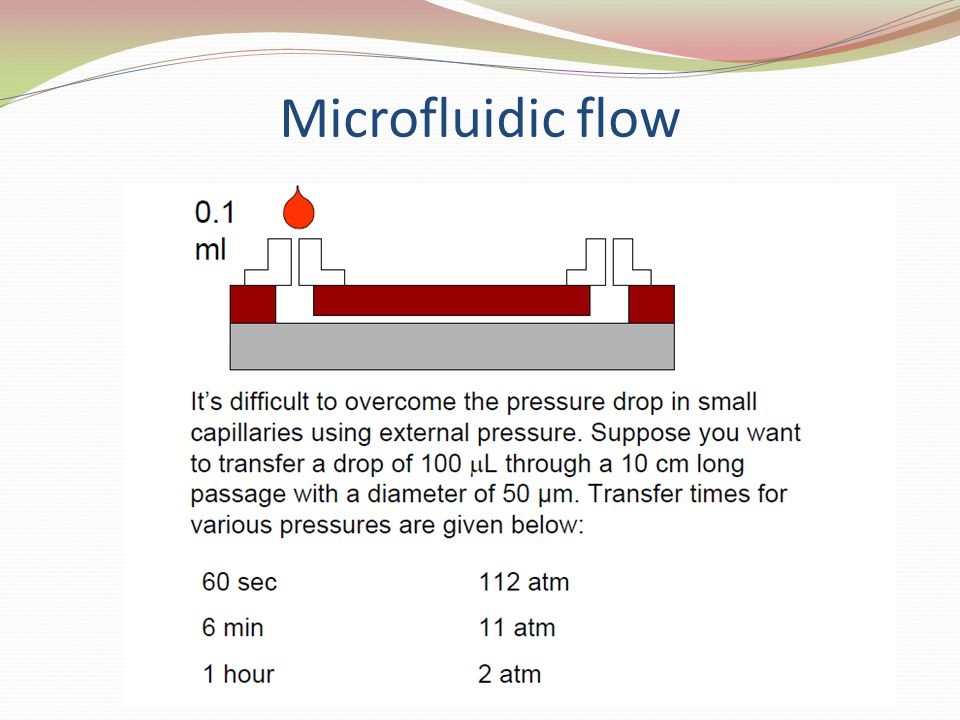 Microfluidic flow
0.1
ml
It's difficult to overcome the pressure drop in small
capillaries using external pressure. Suppose you want
to transfer a drop of 100 μL through a 10 cm long
passage with a diameter of 50 µm. Transfer times for
various pressures are given below:
60 sec 112 atm
6 min 11 atm
1 hour 2 atm